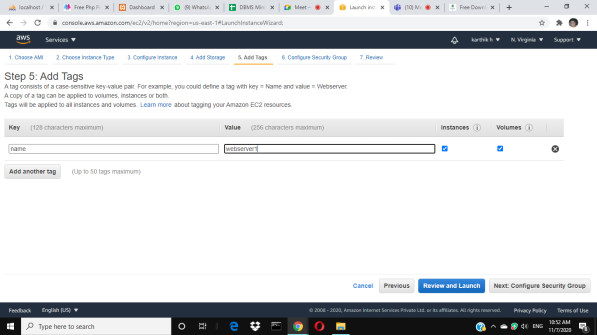 localhost
Free Php P
Dashboard
(9) Whats
DBMS Mini
Meet -
Launch ins
(10) M
Free Down
console.aws.amazon.com/ec2/v2/home?region=us-east-1#LaunchInstanceWizard:
aws
Services
karthik h
N. Virginia
Support
1. Choose AMI
2. Choose Instance Type
3. Configure Instance
4. Add Storage
5. Add Tags
6. Configure Security Group
7. Review
Step 5: Add Tags
A tag consists of a case-sensitive key-value pair. For example, you could define a tag with key = Name and value = Webserver.
A copy of a tag can be applied to volumes, instances or both.
Tags will be applied to all instances and volumes. Learn more about tagging your Amazon EC2 resources.
Key (128 characters maximum)
Value (256 characters maximum)
Instances
Volumes
name
webserver1
Add another tag
(Up to 50 tags maximum)
Cancel
Previous
Review and Launch
Next: Configure Security Group
Feedback
English (US)
© 2008 - 2020, Amazon Internet Services Private Ltd. or its affiliates. All rights reserved.
Privacy Policy
Terms of Use
Type here to search
ENG
10:52 AM
11/7/2020